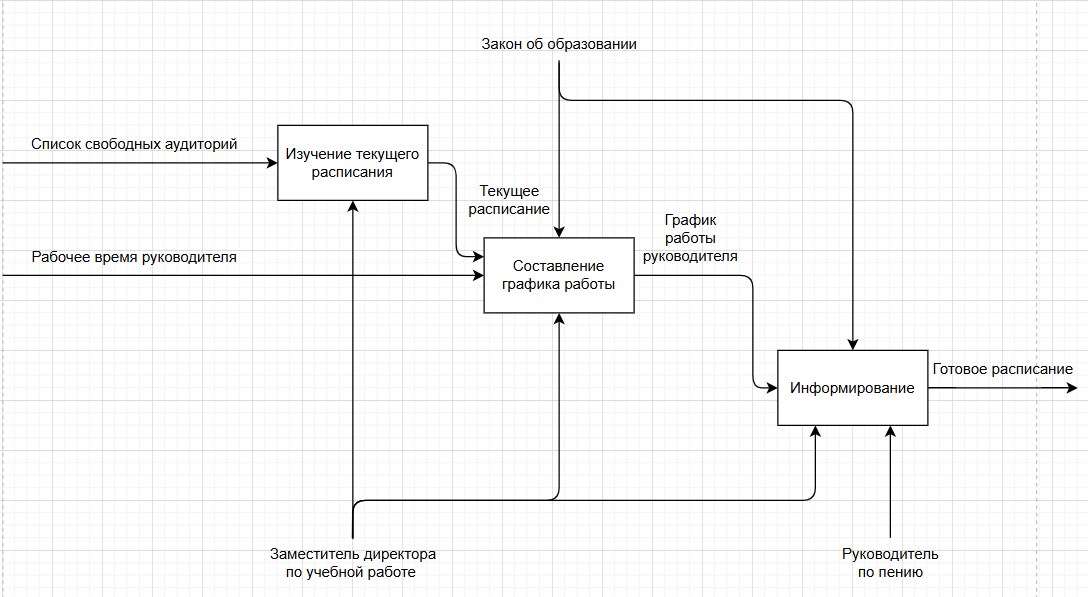 Закон об образовании
Список свободных аудиторий
Изучение текущего
расписания
Текущее
расписание
График
работы
руководителя
Рабочее время руководителя
Составление
графика работы
Готовое расписание
Информирование
Заместитель директора
по учебной работе
Руководитель
по пению